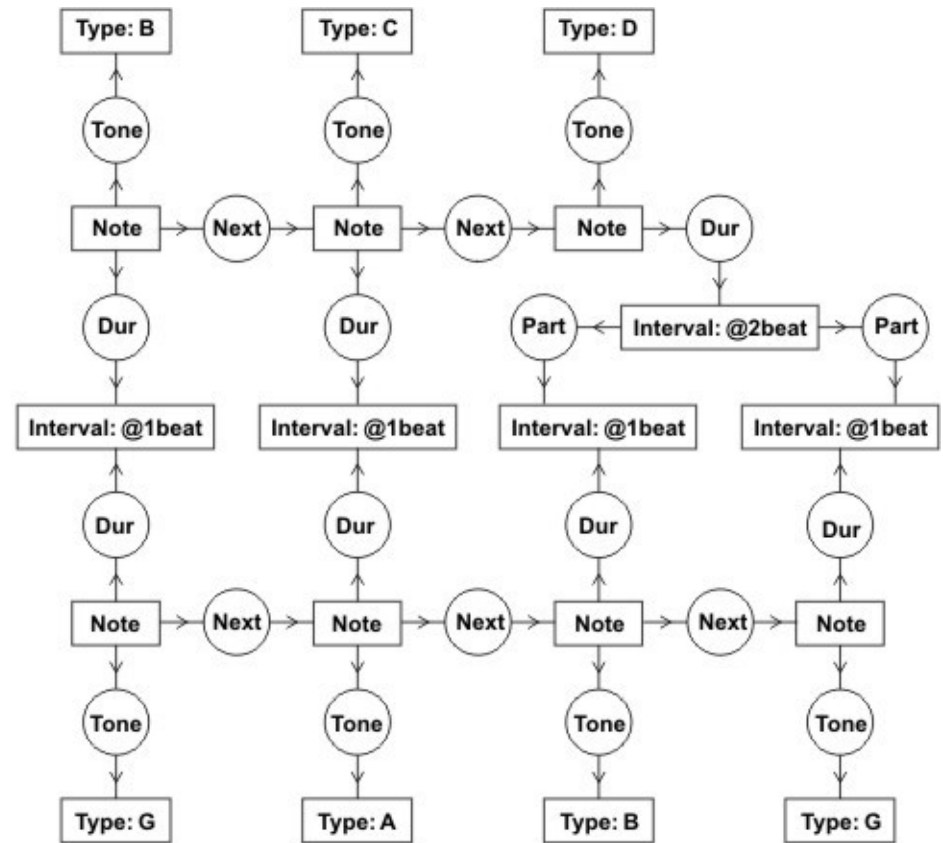 Type: B Type: C Type: D
Tone Tone Tone
Note Next Note Next Note Dur
Dur Dur Part Interval: @2beat Part
Interval: @1beat Interval: @1beat Interval: @1beat Interval: @1beat
Dur Dur Dur Dur
Note Next Note Next Note Next Note
Tone Tone Tone Tone
Type: G Type: A Type: B Type: G